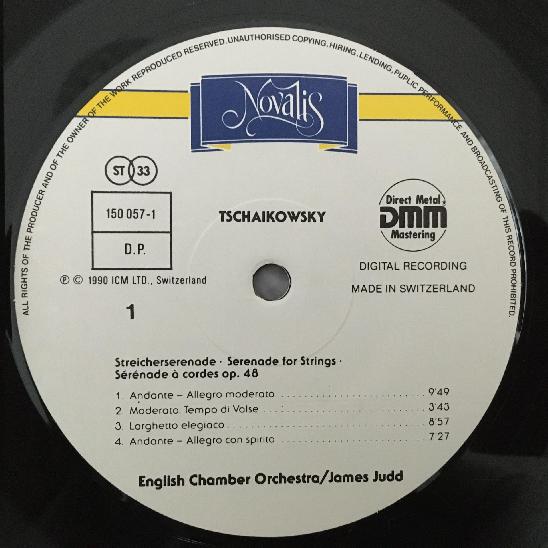 ALL RIGHTS OF THE PRODUCER AND OF THE OWNER OF THE WORK REPRODUCED RESERVED. UNAUTHORISED COPYING, HIRING, LENDING, PUPLIC PERFORMANCE AND BROADCASTING OF THIS RECORD PROHIBITED.
Novalis
ST 33
150 057-1
D.P.
TSCHAIKOWSKY
Direct Metal
DMM
Mastering
DIGITAL RECORDING
MADE IN SWITZERLAND
℗ © 1990 ICM LTD., Switzerland
1
Streicherserenade · Serenade for Strings ·
Sérénade à cordes op. 48
1. Andante – Allegro moderato 9'49
2. Moderato. Tempo di Valse 3'43
3. Larghetto elegiaco 8'57
4. Andante – Allegro con spirito 7'27
English Chamber Orchestra/James Judd